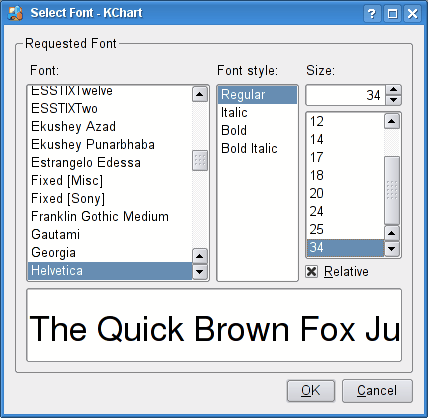 Select Font - KChart
Requested Font
Font:
Font style:
Size:
ESSTIXTwelve
ESSTIXTwo
Ekushey Azad
Ekushey Punarbhaba
Estrangelo Edessa
Fixed [Misc]
Fixed [Sony]
Franklin Gothic Medium
Gautami
Georgia
Helvetica
Regular
Italic
Bold
Bold Italic
34
12
14
17
18
20
24
25
34
Relative
The Quick Brown Fox Ju
OK
Cancel